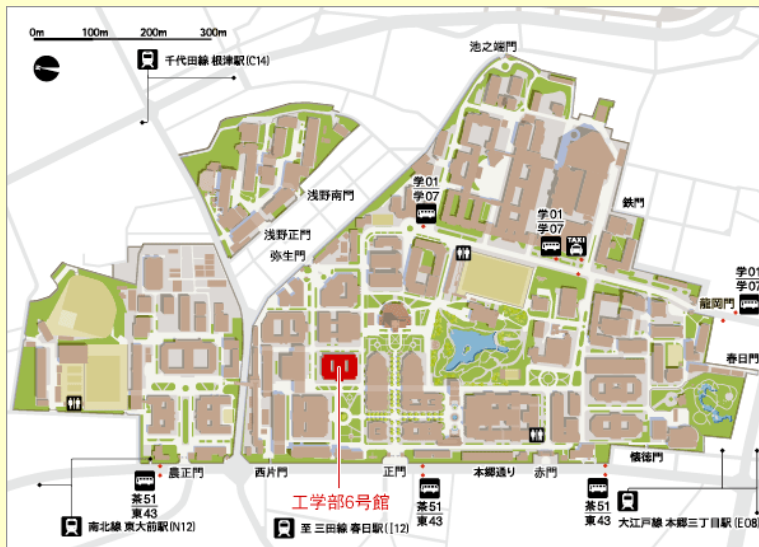 0m 100m 200m 300m
千代田線 根津駅(C14)
池之端門
学01
学07
浅野南門
浅野正門
弥生門
学01
学07
TAXI
鉄門
学01
学07
龍岡門
春日門
農正門
西片門
正門
本郷通り
赤門
懐徳門
茶51
東43
工学部6号館
茶51
東43
茶51
東43
南北線 東大前駅(N12)
至 三田線 春日駅(I12)
大江戸線 本郷三丁目駅(E08)